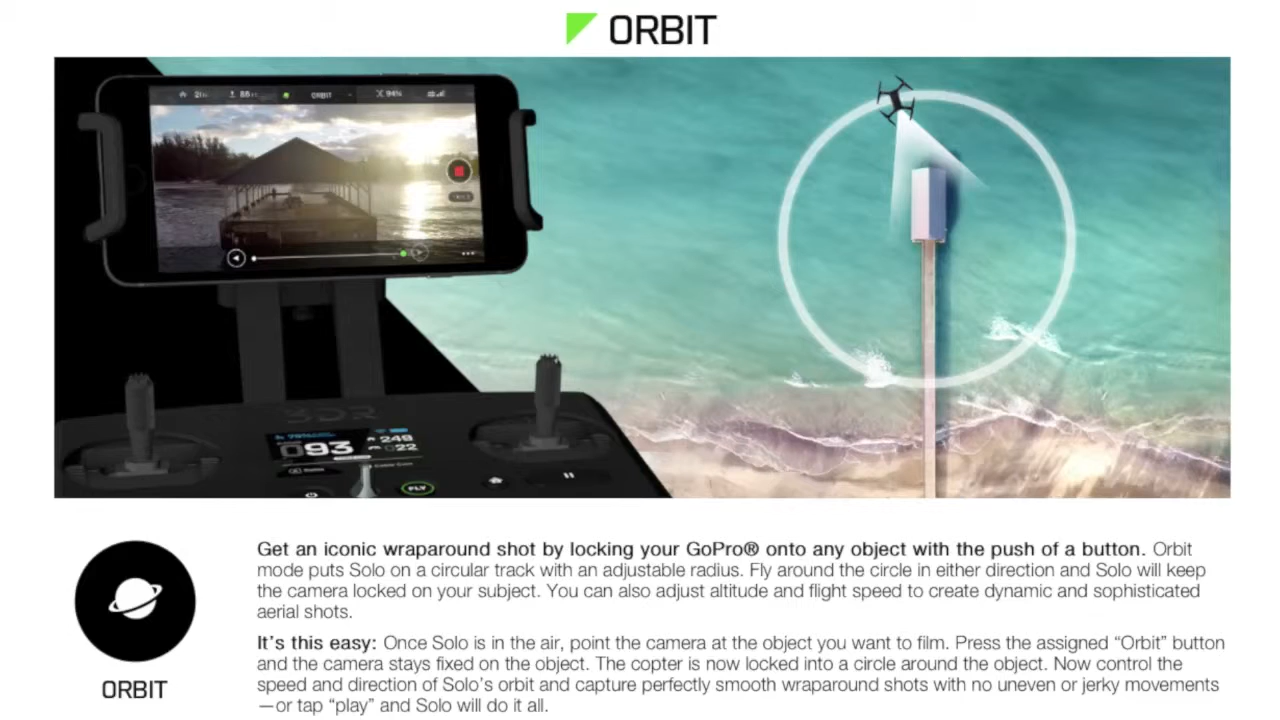 ORBIT
ORBIT 94%
3DR
093 249
22
FLY
Get an iconic wraparound shot by locking your GoPro® onto any object with the push of a button. Orbit
mode puts Solo on a circular track with an adjustable radius. Fly around the circle in either direction and Solo will keep
the camera locked on your subject. You can also adjust altitude and flight speed to create dynamic and sophisticated
aerial shots.
It's this easy: Once Solo is in the air, point the camera at the object you want to film. Press the assigned “Orbit” button
and the camera stays fixed on the object. The copter is now locked into a circle around the object. Now control the
speed and direction of Solo's orbit and capture perfectly smooth wraparound shots with no uneven or jerky movements
—or tap “play” and Solo will do it all.
ORBIT